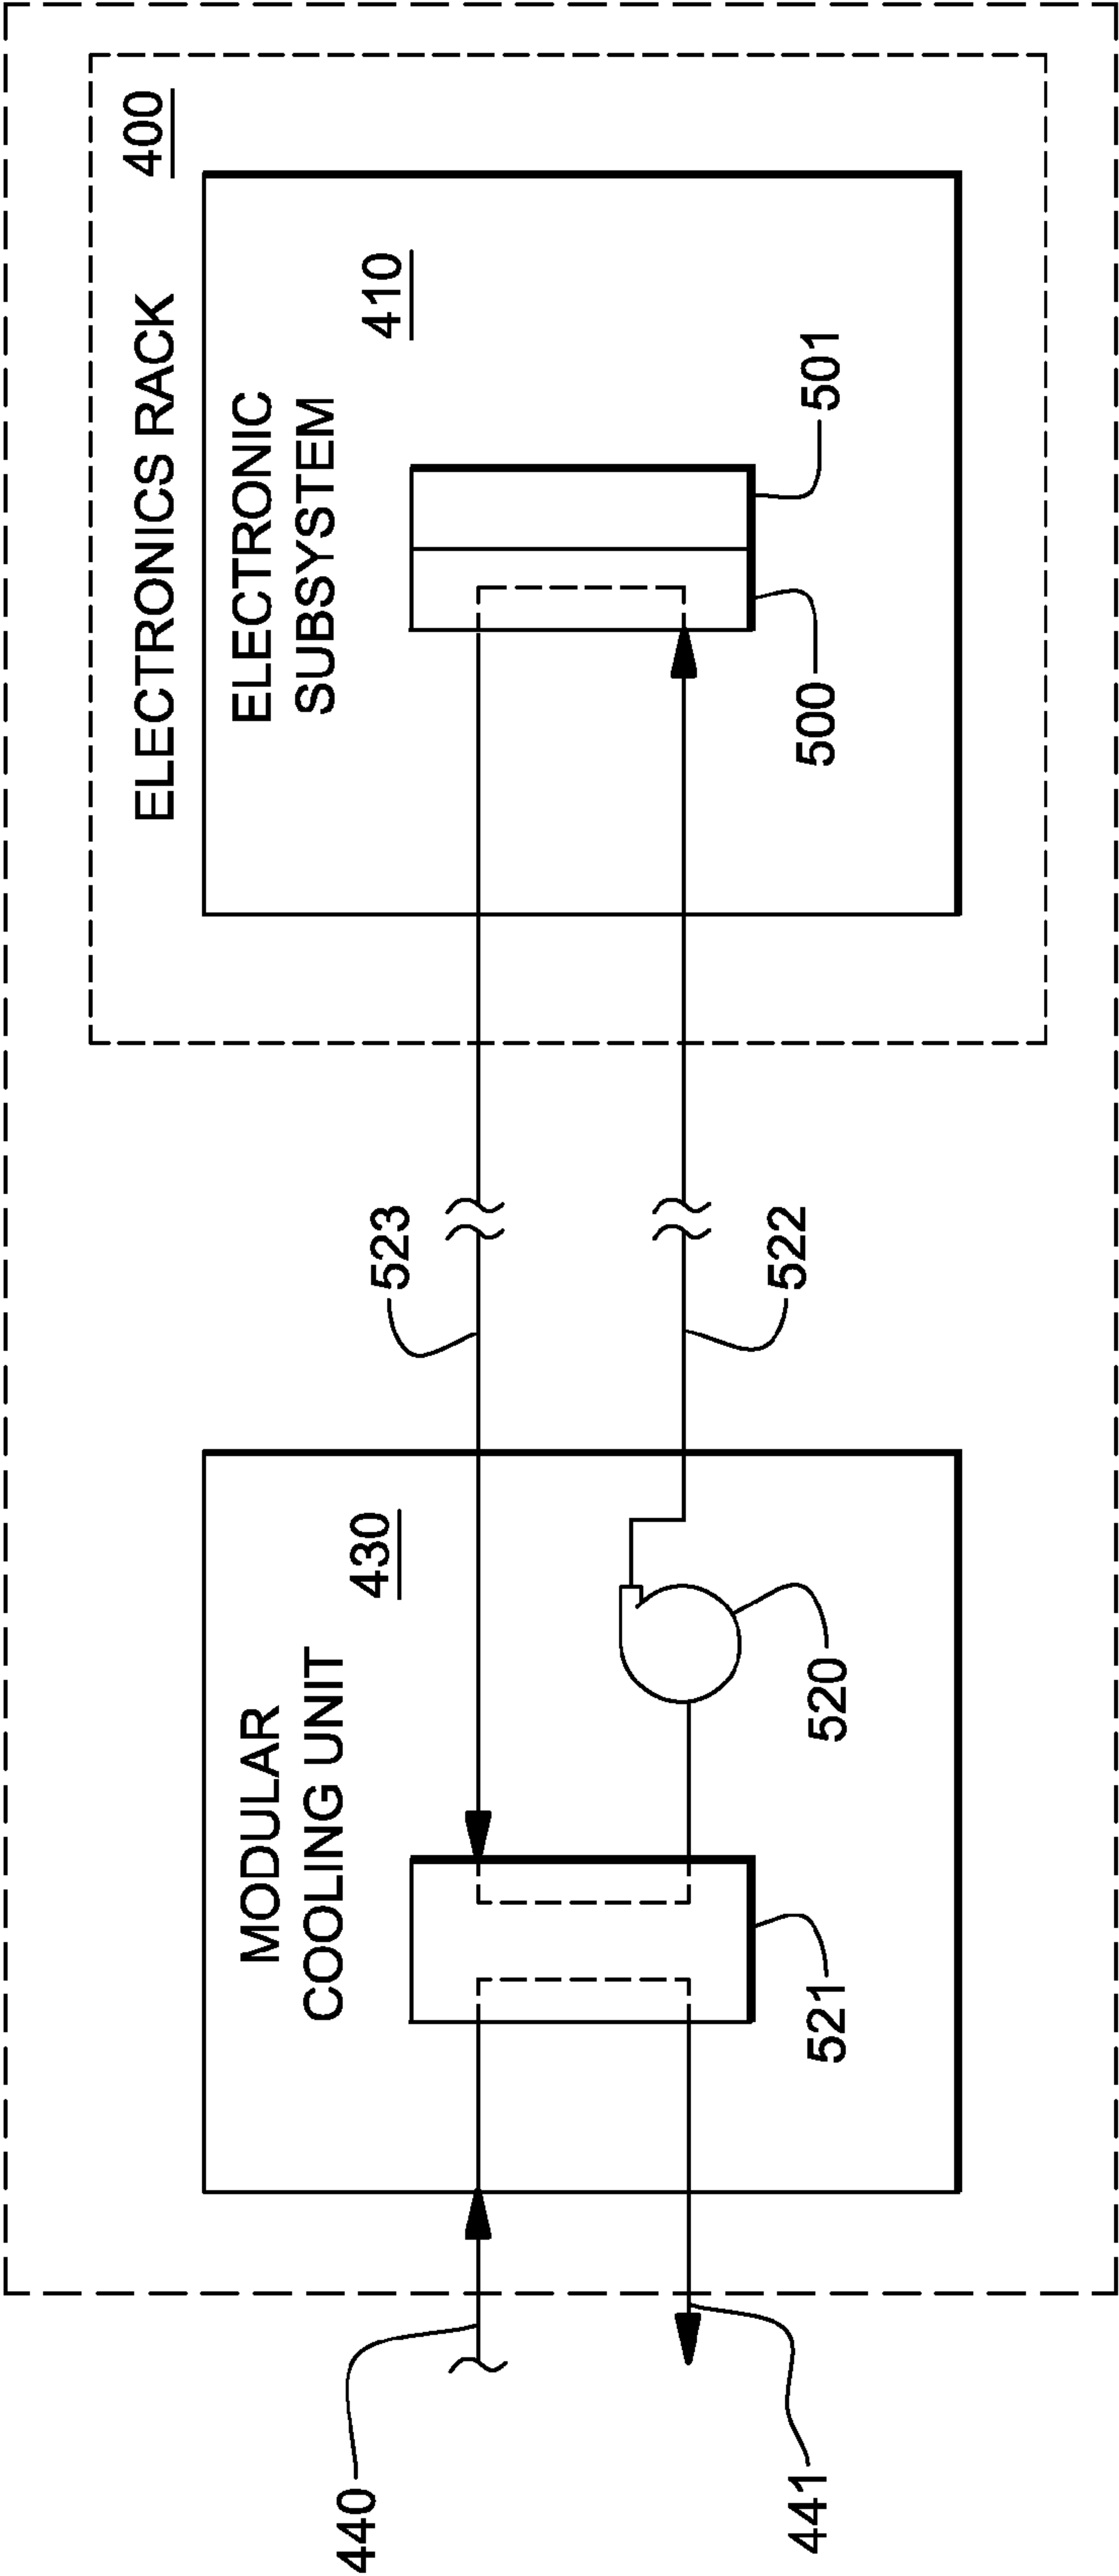 ELECTRONICS RACK 400
ELECTRONIC
SUBSYSTEM
410
501
500
523
522
MODULAR
COOLING UNIT
430
520
521
440
441